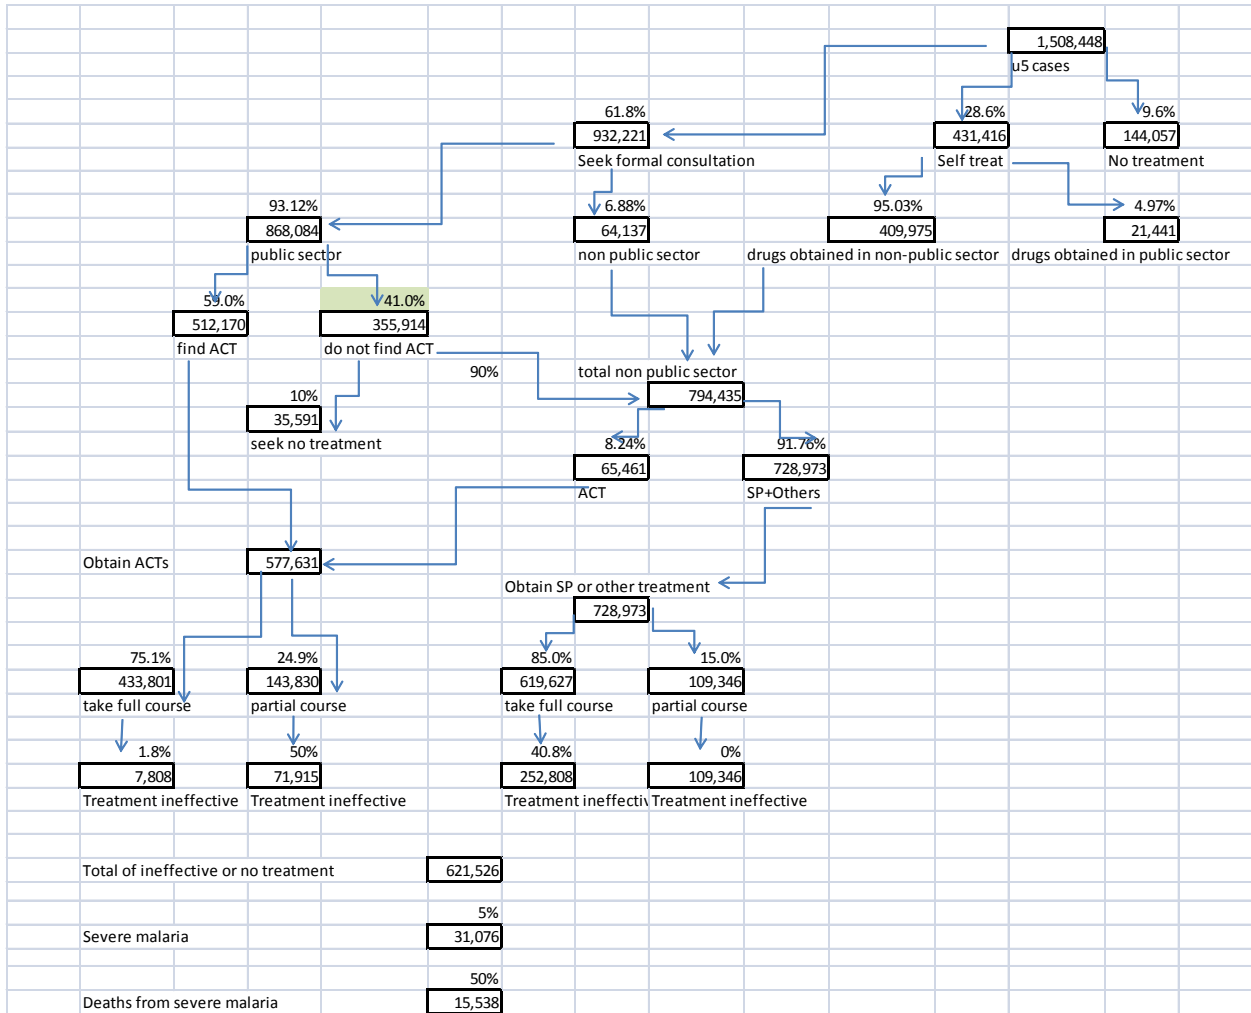 1,508,448
u5 cases
61.8% 28.6% 9.6%
932,221 431,416 144,057
Seek formal consultation Self treat No treatment
93.12% 6.88% 95.03% 4.97%
868,084 64,137 409,975 21,441
public sector non public sector drugs obtained in non-public sector drugs obtained in public sector
59.0% 41.0%
512,170 355,914
find ACT do not find ACT
90% total non public sector
10% 794,435
35,591
seek no treatment 8.24% 91.76%
65,461 728,973
ACT SP+Others
Obtain ACTs 577,631
Obtain SP or other treatment
728,973
75.1% 24.9% 85.0% 15.0%
433,801 143,830 619,627 109,346
take full course partial course take full course partial course
1.8% 50% 40.8% 0%
7,808 71,915 252,808 109,346
Treatment ineffective Treatment ineffective Treatment ineffectiv Treatment ineffective
Total of ineffective or no treatment 621,526
5%
Severe malaria 31,076
50%
Deaths from severe malaria 15,538